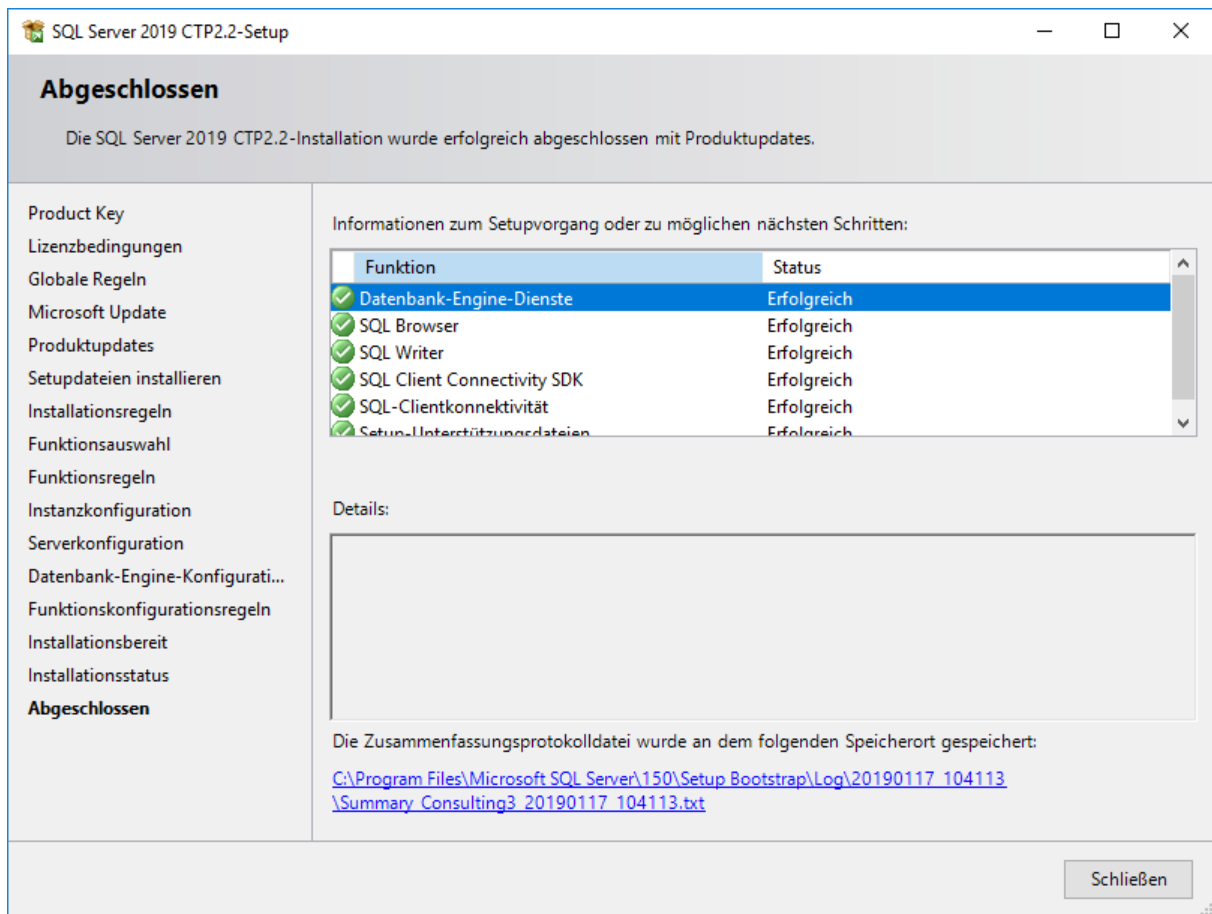 SQL Server 2019 CTP2.2-Setup
Abgeschlossen
Die SQL Server 2019 CTP2.2-Installation wurde erfolgreich abgeschlossen mit Produktupdates.
Product Key
Lizenzbedingungen
Globale Regeln
Microsoft Update
Produktupdates
Setupdateien installieren
Installationsregeln
Funktionsauswahl
Funktionsregeln
Instanzkonfiguration
Serverkonfiguration
Datenbank-Engine-Konfigurati...
Funktionskonfigurationsregeln
Installationsbereit
Installationsstatus
Abgeschlossen
Informationen zum Setupvorgang oder zu möglichen nächsten Schritten:
Funktion Status
Datenbank-Engine-Dienste Erfolgreich
SQL Browser Erfolgreich
SQL Writer Erfolgreich
SQL Client Connectivity SDK Erfolgreich
SQL-Clientkonnektivität Erfolgreich
Setup-Unterstützungsdateien Erfolgreich
Details:
Die Zusammenfassungsprotokolldatei wurde an dem folgenden Speicherort gespeichert:
C:\Program Files\Microsoft SQL Server\150\Setup Bootstrap\Log\20190117_104113
\Summary_Consulting3_20190117_104113.txt
Schließen